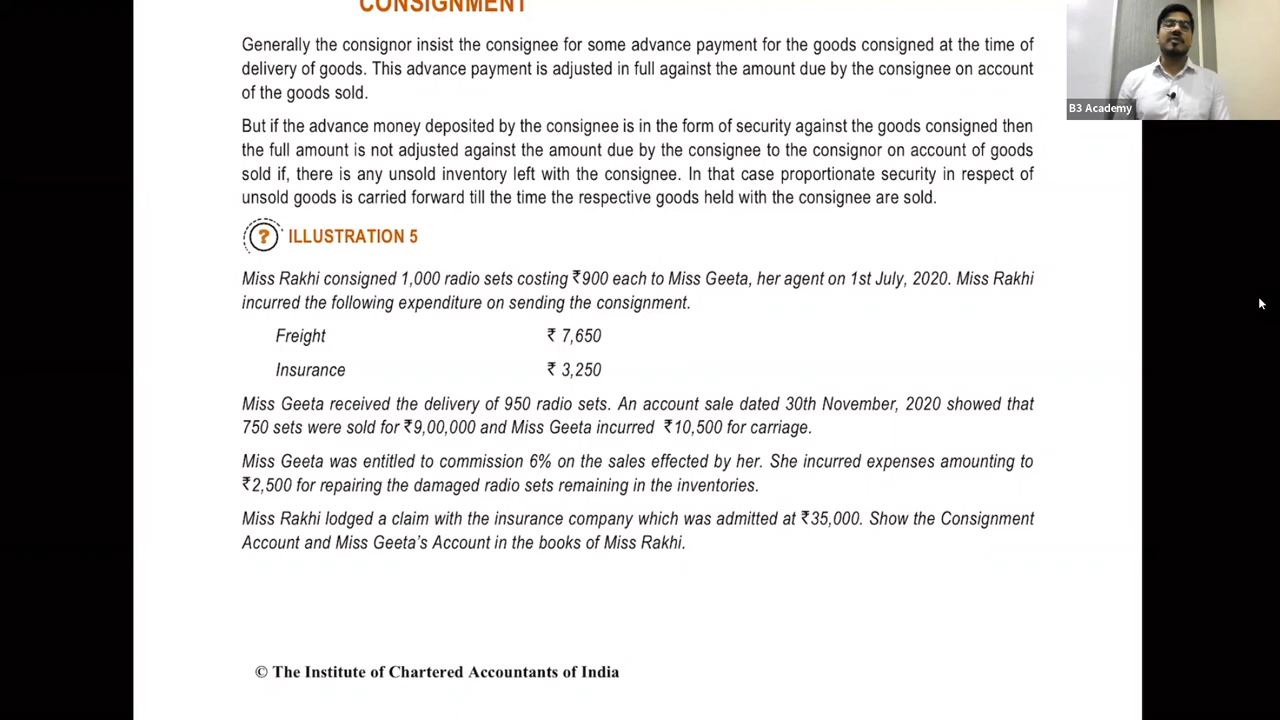 CONSIGNMENT
Generally the consignor insist the consignee for some advance payment for the goods consigned at the time of
delivery of goods. This advance payment is adjusted in full against the amount due by the consignee on account
of the goods sold.
B3 Academy
But if the advance money deposited by the consignee is in the form of security against the goods consigned then
the full amount is not adjusted against the amount due by the consignee to the consignor on account of goods
sold if, there is any unsold inventory left with the consignee. In that case proportionate security in respect of
unsold goods is carried forward till the time the respective goods held with the consignee are sold.
? ILLUSTRATION 5
Miss Rakhi consigned 1,000 radio sets costing ₹900 each to Miss Geeta, her agent on 1st July, 2020. Miss Rakhi
incurred the following expenditure on sending the consignment.
Freight ₹ 7,650
Insurance ₹ 3,250
Miss Geeta received the delivery of 950 radio sets. An account sale dated 30th November, 2020 showed that
750 sets were sold for ₹9,00,000 and Miss Geeta incurred ₹10,500 for carriage.
Miss Geeta was entitled to commission 6% on the sales effected by her. She incurred expenses amounting to
₹2,500 for repairing the damaged radio sets remaining in the inventories.
Miss Rakhi lodged a claim with the insurance company which was admitted at ₹35,000. Show the Consignment
Account and Miss Geeta's Account in the books of Miss Rakhi.
© The Institute of Chartered Accountants of India